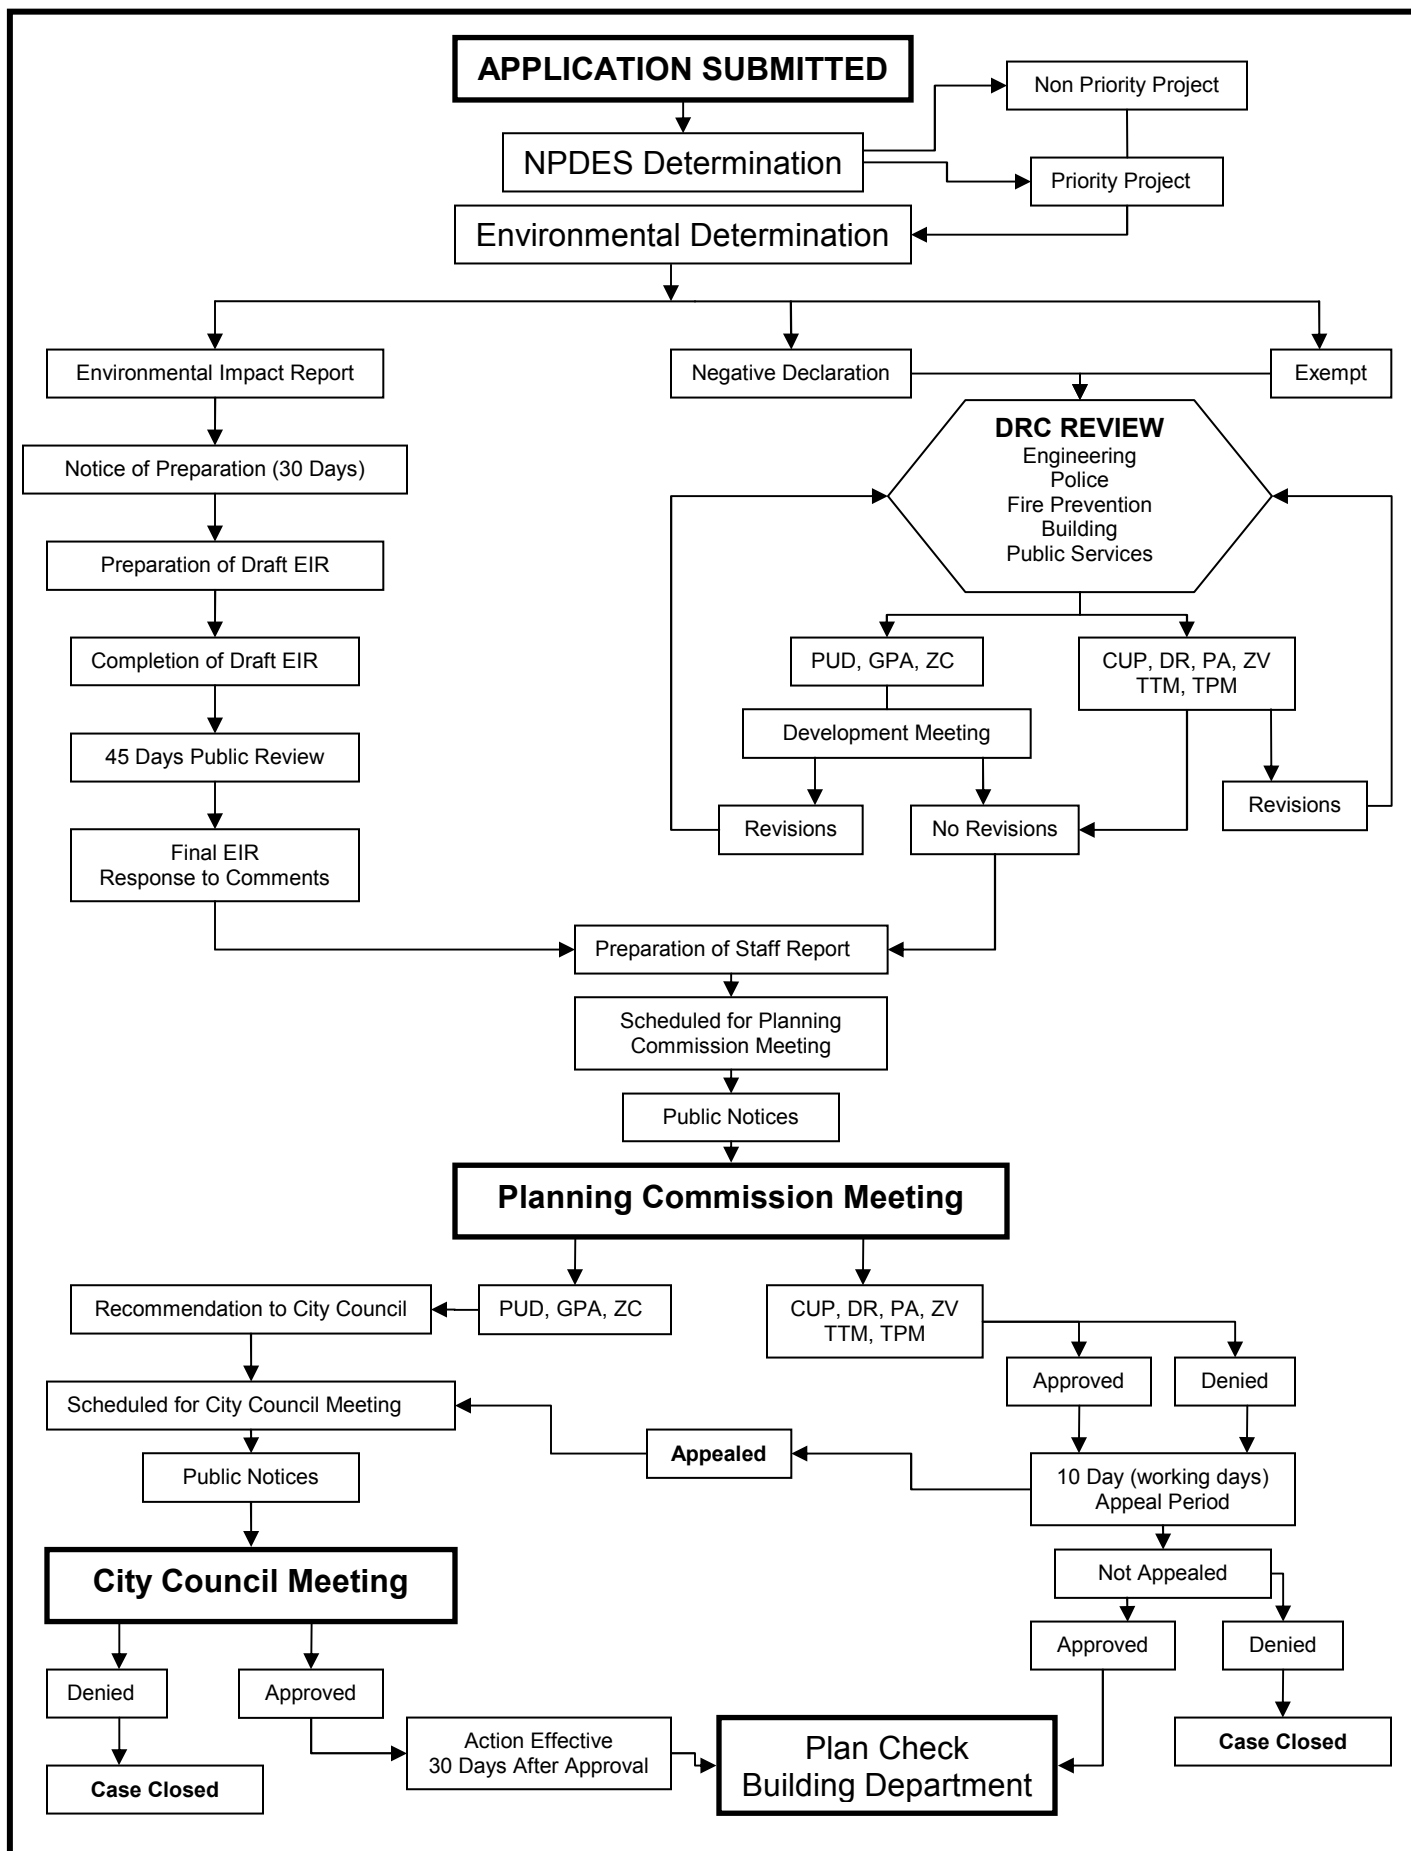 APPLICATION SUBMITTED
Non Priority Project
NPDES Determination
Priority Project
Environmental Determination
Environmental Impact Report
Negative Declaration
Exempt
DRC REVIEW
Engineering
Police
Fire Prevention
Building
Public Services
Notice of Preparation (30 Days)
Preparation of Draft EIR
Completion of Draft EIR
45 Days Public Review
Final EIR
Response to Comments
PUD, GPA, ZC
CUP, DR, PA, ZV
TTM, TPM
Development Meeting
Revisions
No Revisions
Revisions
Preparation of Staff Report
Scheduled for Planning
Commission Meeting
Public Notices
Planning Commission Meeting
Recommendation to City Council
PUD, GPA, ZC
CUP, DR, PA, ZV
TTM, TPM
Approved
Denied
Scheduled for City Council Meeting
Appealed
10 Day (working days)
Appeal Period
Public Notices
City Council Meeting
Not Appealed
Approved
Denied
Denied
Approved
Action Effective
30 Days After Approval
Plan Check
Building Department
Case Closed
Case Closed